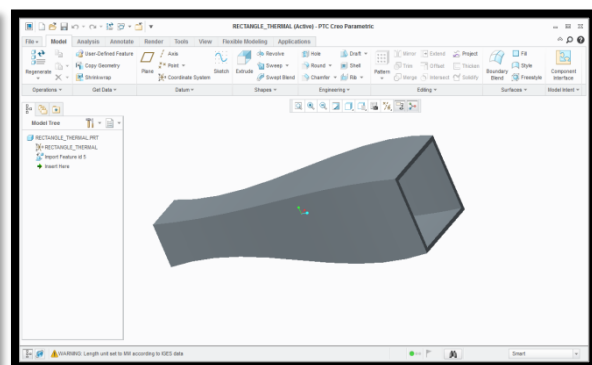 RECTANGLE_THERMAL (Active) - PTC Creo Parametric
File Model Analysis Annotate Render Tools View Flexible Modeling Applications
Regenerate
User-Defined Feature
Copy Geometry
Shrinkwrap
Plane
Axis
Point
Coordinate System
Sketch
Extrude
Revolve
Sweep
Swept Blend
Hole
Round
Chamfer
Draft
Shell
Rib
Pattern
Mirror
Trim
Merge
Extend
Offset
Intersect
Project
Thicken
Solidify
Boundary Blend
Fill
Style
Freestyle
Component Interface
Operations Get Data Datum Shapes Engineering Editing Surfaces Model Intent
Model Tree
RECTANGLE_THERMAL.PRT
RECTANGLE_THERMAL
Import Feature id 5
Insert Here
WARNING: Length unit set to MM according to IGES data
Smart